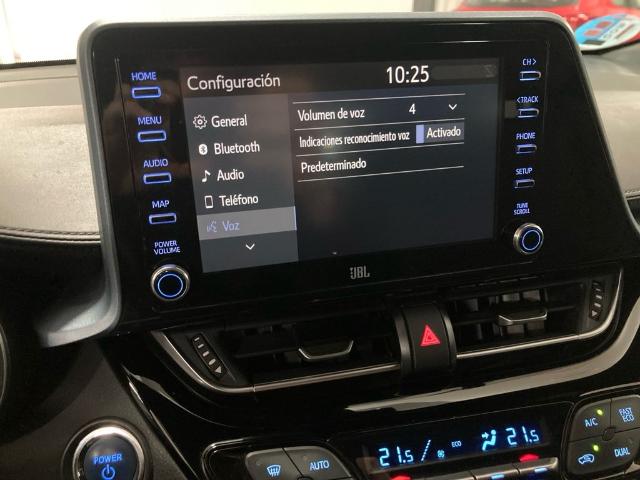 HOME
MENU
AUDIO
MAP
POWER
VOLUME
Configuración
10:25
General
Bluetooth
Audio
Teléfono
Voz
Volumen de voz 4
Indicaciones reconocimiento voz Activado
Predeterminado
CH >
< TRACK
PHONE
SETUP
TUNE
SCROLL
JBL
POWER
AUTO
21.5
ECO
21.5
A/C
FAST
ECO
DUAL